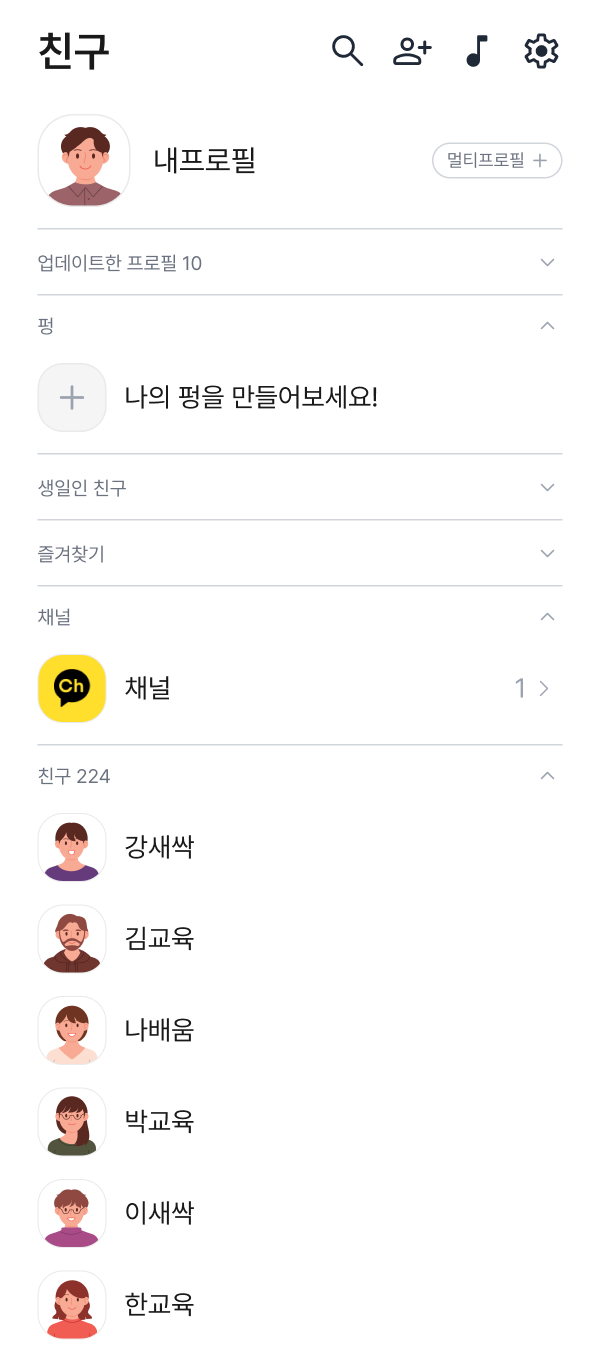 친구
내프로필
멀티프로필 +
업데이트한 프로필 10
펑
나의 펑을 만들어보세요!
생일인 친구
즐겨찾기
채널
Ch
채널
1
친구 224
강새싹
김교육
나배움
박교육
이새싹
한교육